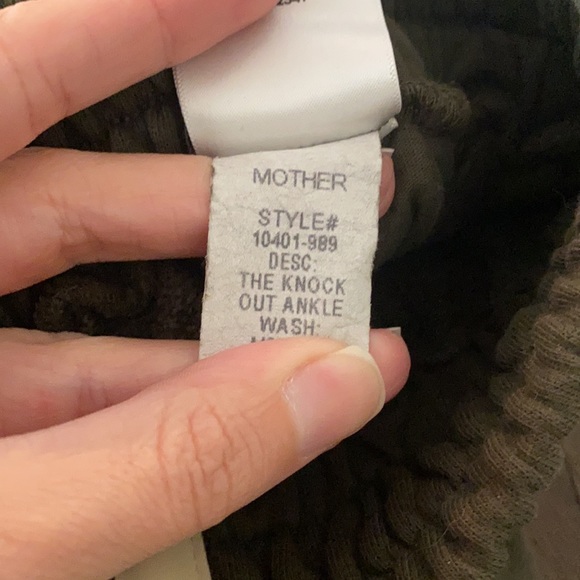 MOTHER
STYLE#
10401-989
DESC:
THE KNOCK
OUT ANKLE
WASH: